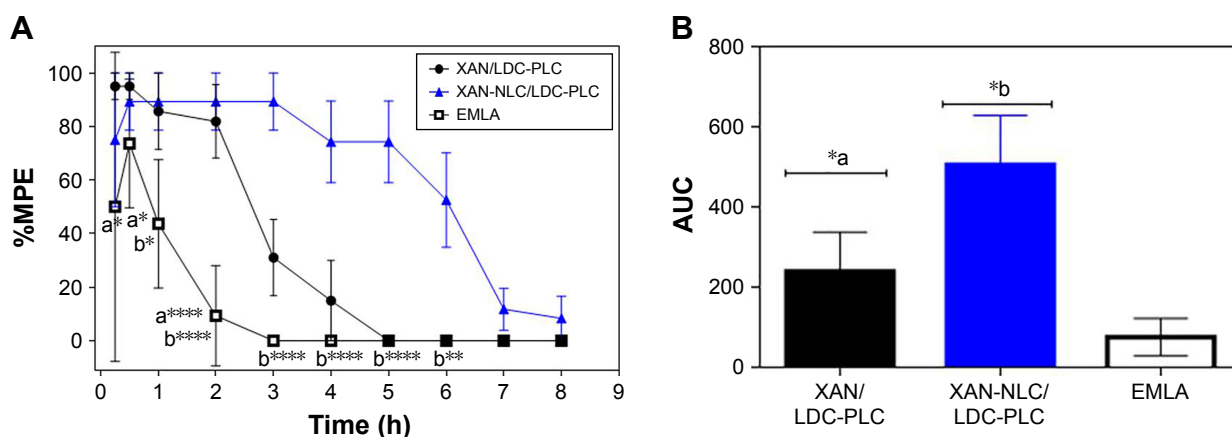 A
%MPE
100
80
60
40
20
0
XAN/LDC-PLC
XAN-NLC/LDC-PLC
EMLA
a*
a*
b*
a****
b****
b****
b****
b****
b**
0 1 2 3 4 5 6 7 8 9
Time (h)
B
AUC
800
600
400
200
0
*a
*b
XAN/
LDC-PLC
XAN-NLC/
LDC-PLC
EMLA